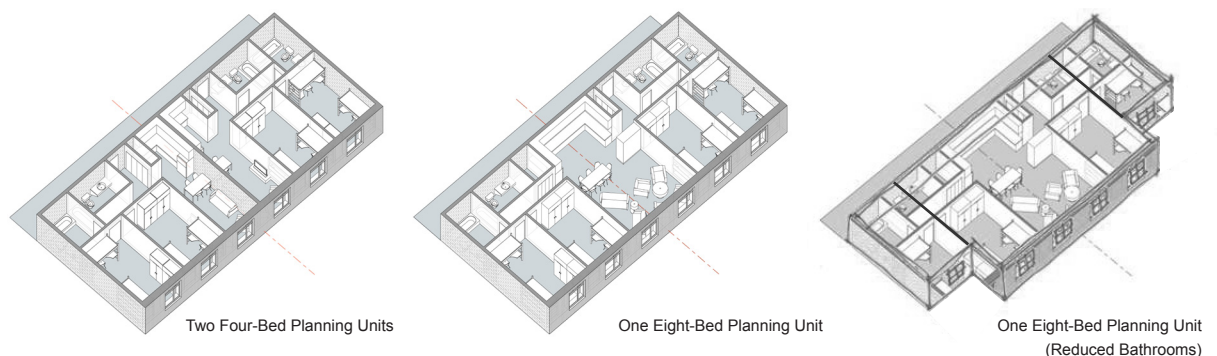 Two Four-Bed Planning Units
One Eight-Bed Planning Unit
One Eight-Bed Planning Unit
(Reduced Bathrooms)